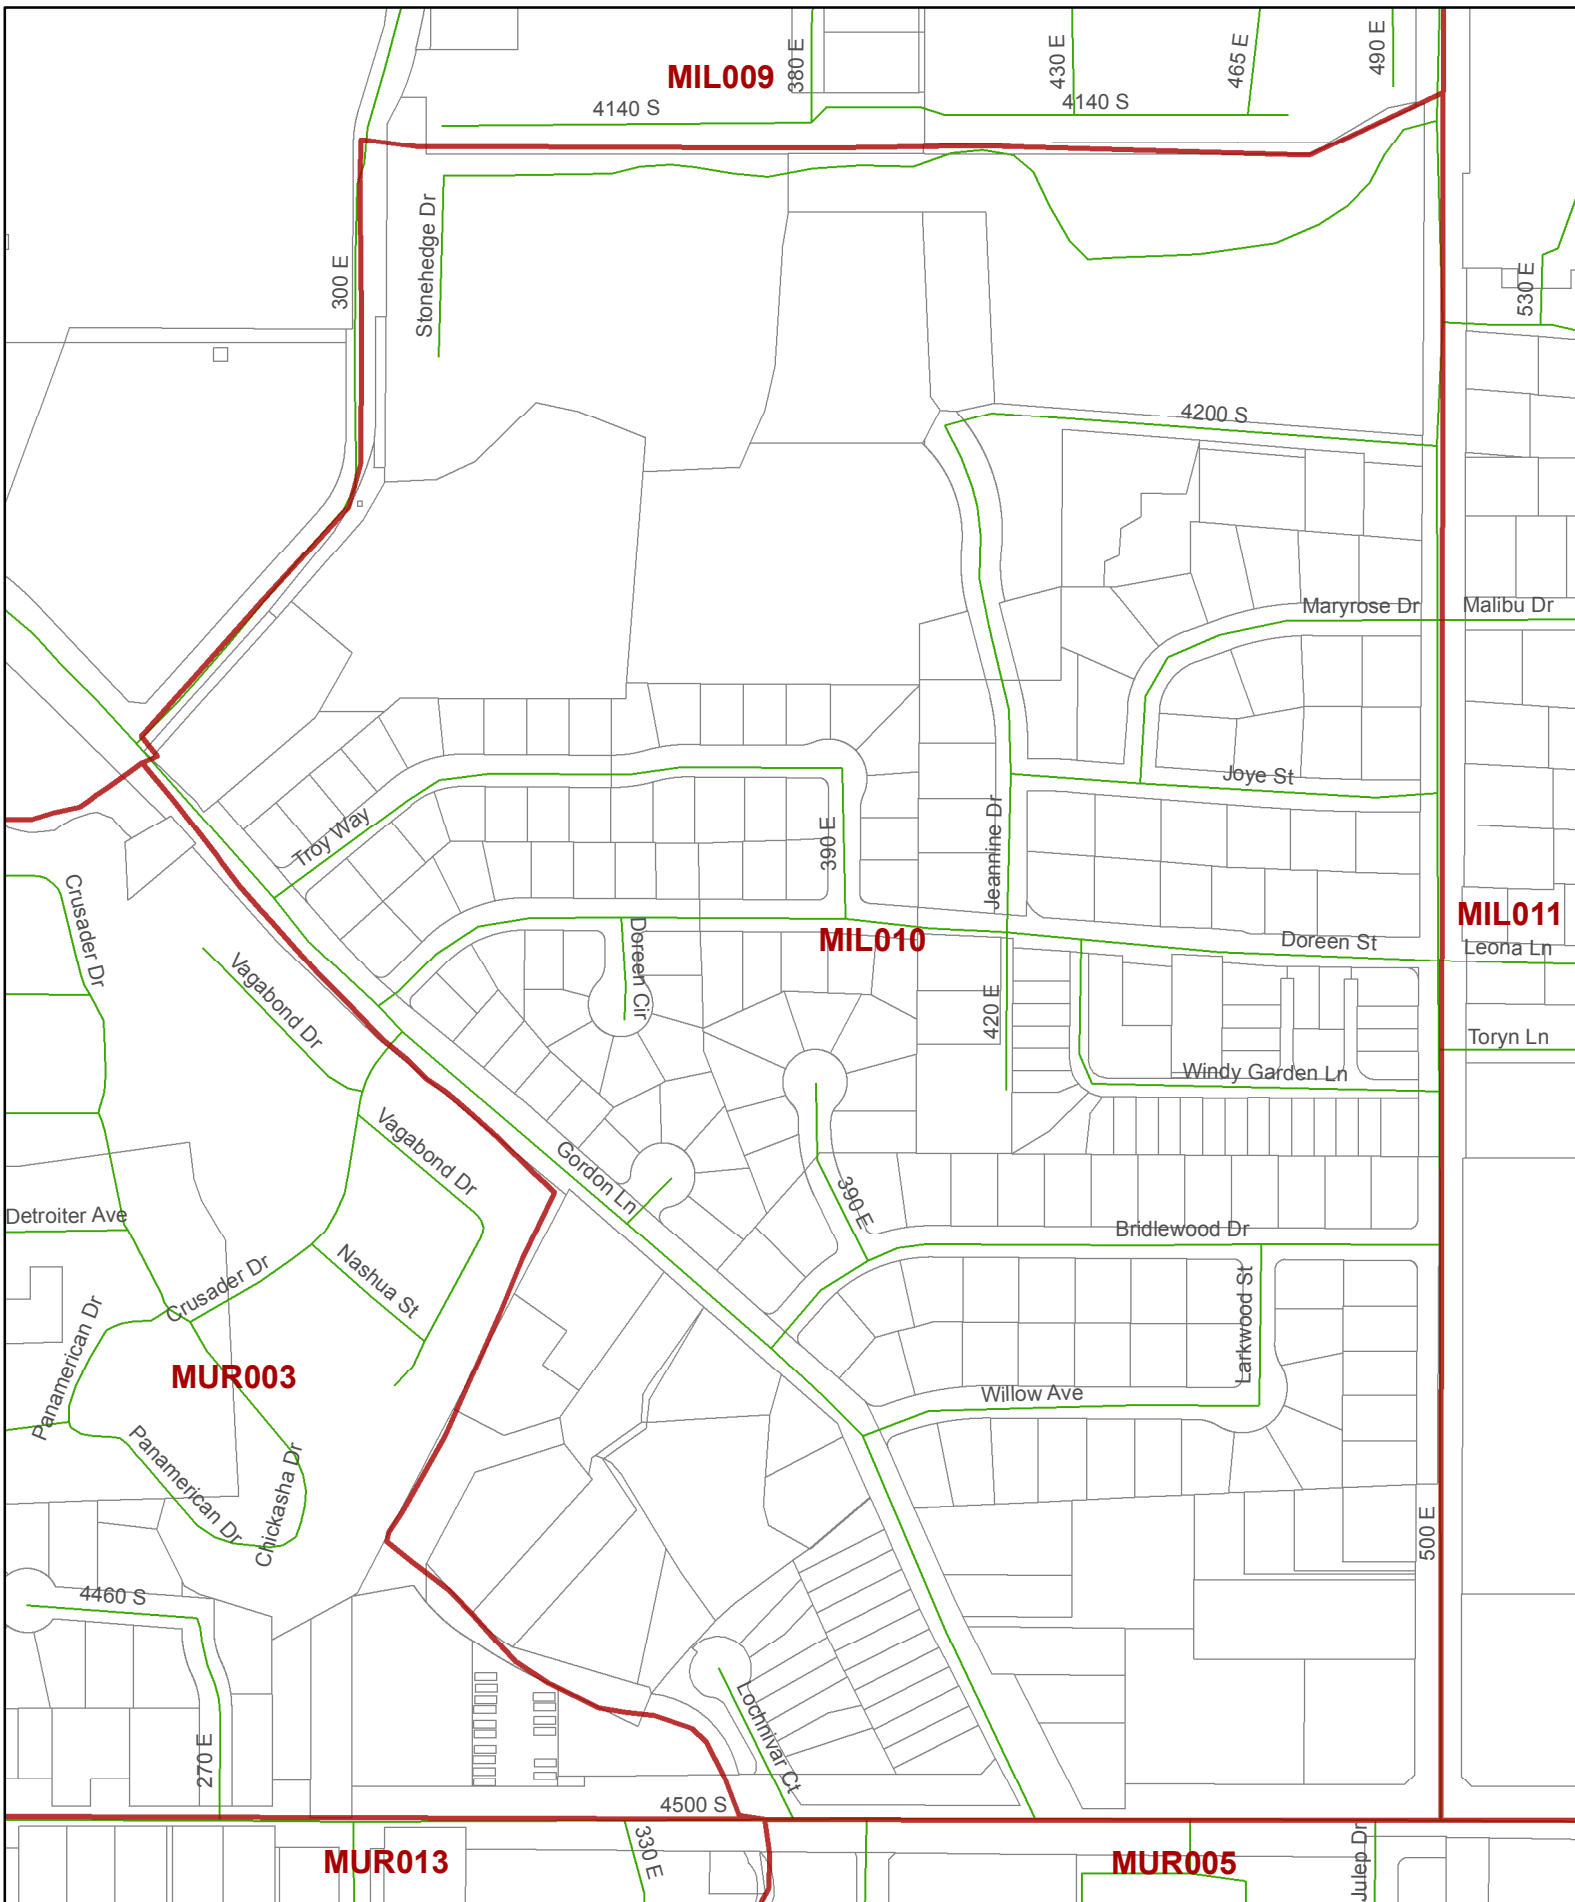 MIL009
380 E
430 E
465 E
490 E
4140 S
4140 S
Stonehedge Dr
300 E
530 E
4200 S
Maryrose Dr
Malibu Dr
Joye St
Troy Way
390 E
Jeannine Dr
Crusader Dr
MIL011
MIL010
Doreen St
Leona Ln
Doreen Cir
Vagabond Dr
420 E
Toryn Ln
Windy Garden Ln
Vagabond Dr
Gordon Ln
390 E
Detroiter Ave
Bridlewood Dr
Crusader Dr
Nashua St
Larkwood St
Panamerican Dr
MUR003
Willow Ave
Panamerican Dr
Chickasha Dr
500 E
4460 S
270 E
Lochnivar Ct
4500 S
330 E
MUR013
MUR005
Julep Dr